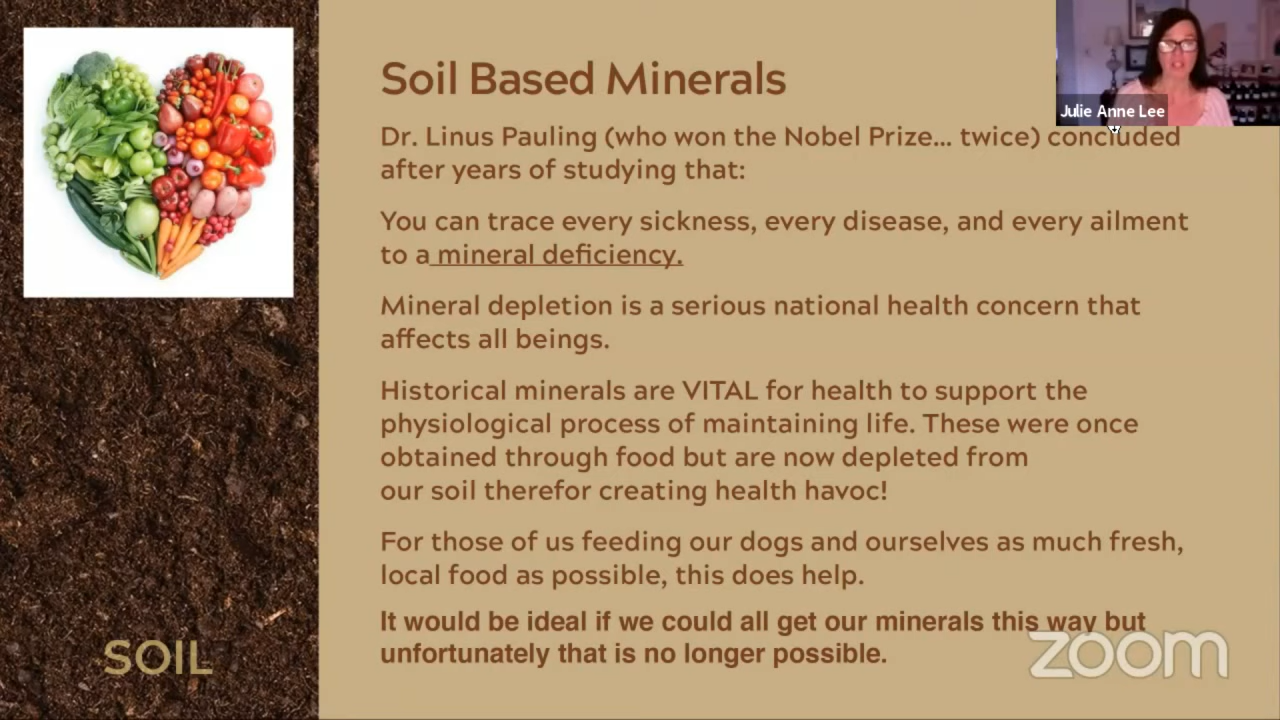 Soil Based Minerals
Julie Anne Lee
Dr. Linus Pauling (who won the Nobel Prize... twice) concluded
after years of studying that:
You can trace every sickness, every disease, and every ailment
to a mineral deficiency.
Mineral depletion is a serious national health concern that
affects all beings.
Historical minerals are VITAL for health to support the
physiological process of maintaining life. These were once
obtained through food but are now depleted from
our soil therefor creating health havoc!
For those of us feeding our dogs and ourselves as much fresh,
local food as possible, this does help.
It would be ideal if we could all get our minerals this way but
unfortunately that is no longer possible.
SOIL
zoom